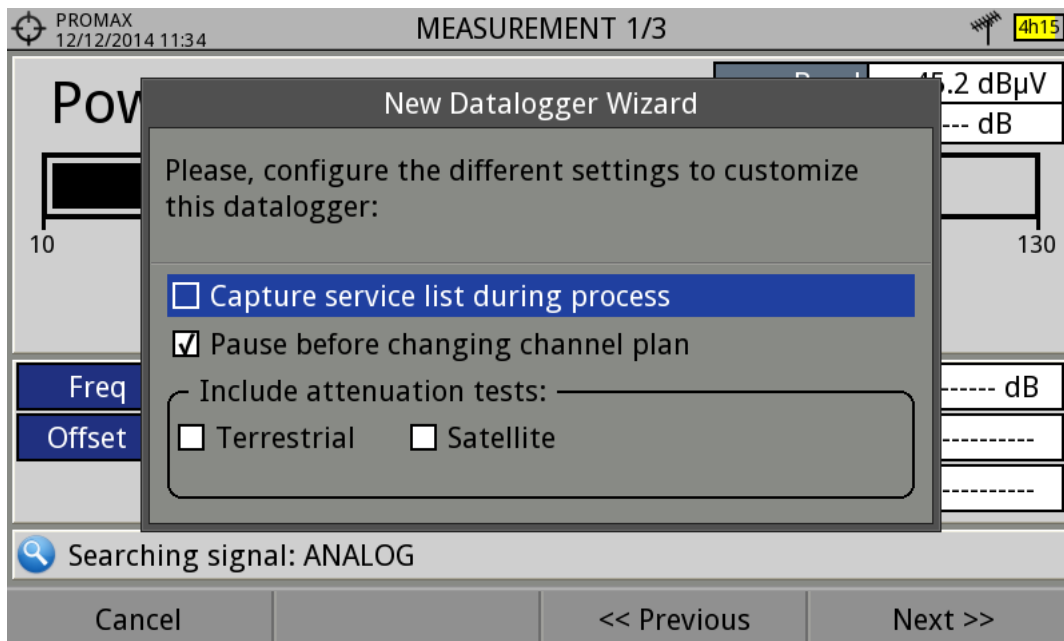 PROMAX
12/12/2014 11:34
MEASUREMENT 1/3
4h15
5.2 dBµV
--- dB
New Datalogger Wizard
Please, configure the different settings to customize
this datalogger:
10
130
Capture service list during process
Pause before changing channel plan
Freq
------ dB
Include attenuation tests:
Offset
Terrestrial
Satellite
----------
----------
Searching signal: ANALOG
Cancel
<< Previous
Next >>